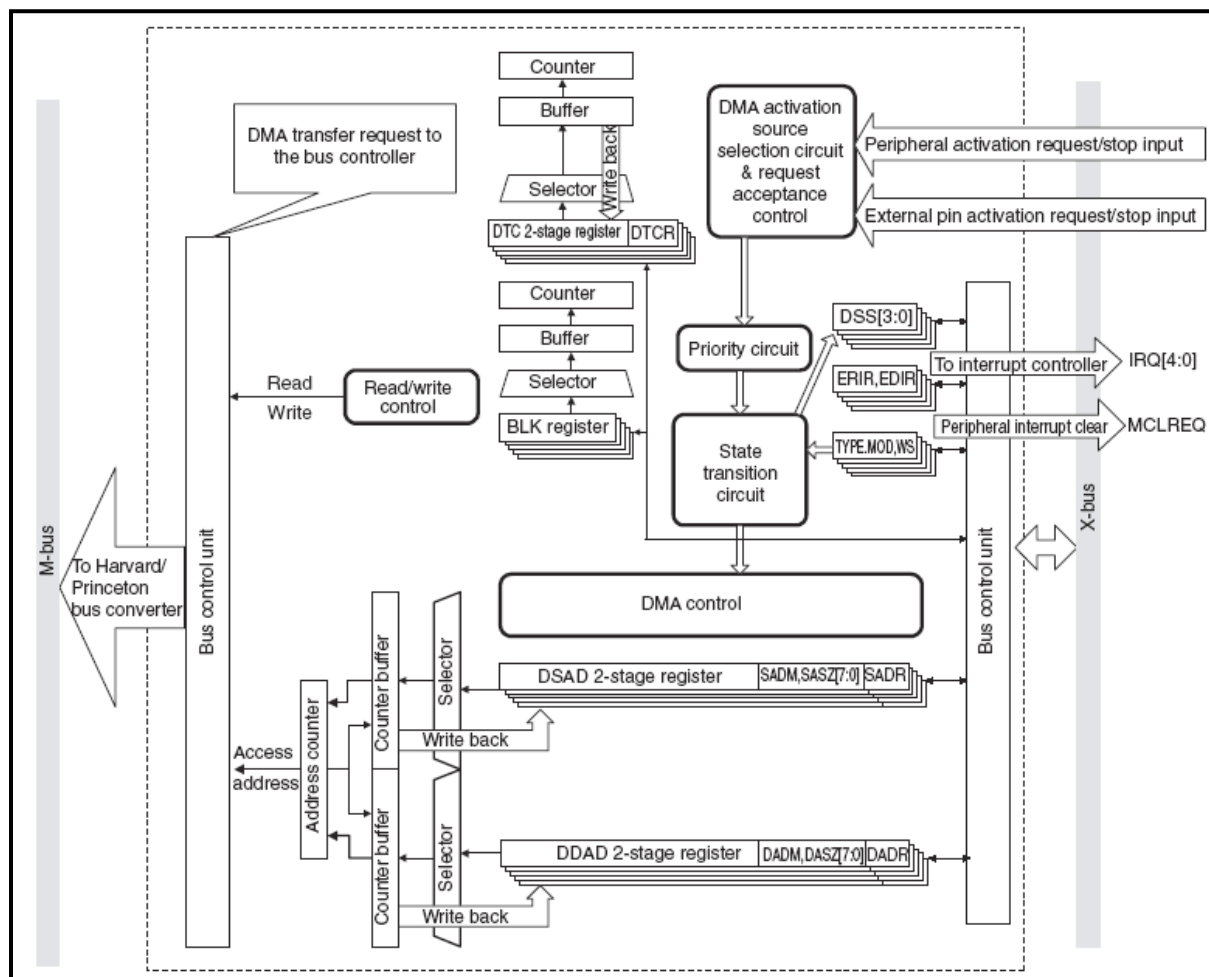 Counter
Buffer
Write back
Selector
DTC 2-stage register
DTCR
DMA transfer request to
the bus controller
DMA activation
source
selection circuit
& request
acceptance
control
Peripheral activation request/stop input
External pin activation request/stop input
Counter
Buffer
Selector
BLK register
Read
Write
Read/write
control
Priority circuit
State
transition
circuit
DSS[3:0]
ERIR,EDIR
TYPE.MOD,WS
To interrupt controller
IRQ[4:0]
Peripheral interrupt clear
MCLREQ
M-bus
To Harvard/
Princeton
bus converter
Bus control unit
Bus control unit
X-bus
DMA control
DSAD 2-stage register
SADM,SASZ[7:0]
SADR
Selector
Counter buffer
Write back
Address counter
Access
address
DDAD 2-stage register
DADM,DASZ[7:0]
DADR
Selector
Counter buffer
Write back